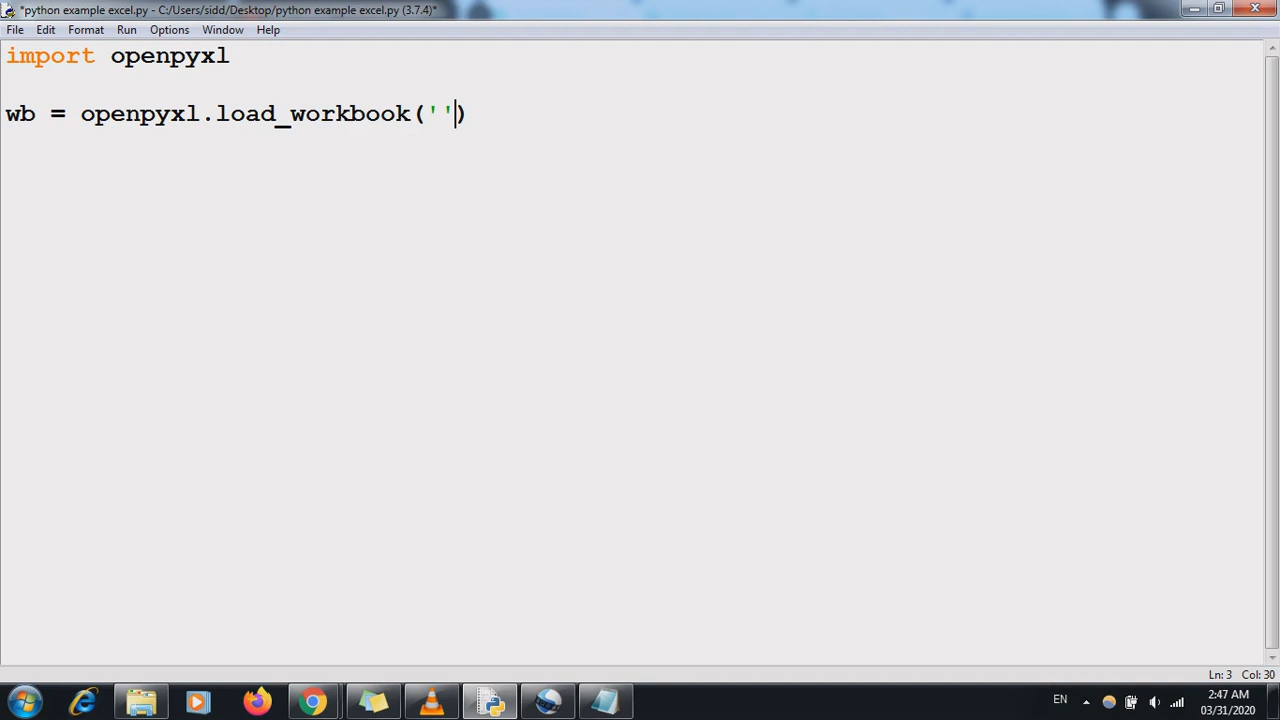 *python example excel.py - C:/Users/sidd/Desktop/python example excel.py (3.7.4)*
File Edit Format Run Options Window Help
import openpyxl
wb = openpyxl.load_workbook('')
Ln: 3 Col: 30
EN 2:47 AM
03/31/2020